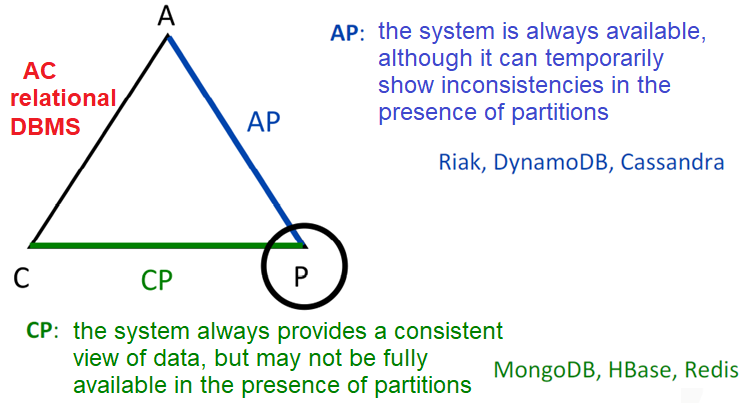 A
AP: the system is always available,
although it can temporarily
show inconsistencies in the
presence of partitions
AC
relational
DBMS
AP
Riak, DynamoDB, Cassandra
C
CP
P
CP: the system always provides a consistent
view of data, but may not be fully
available in the presence of partitions
MongoDB, HBase, Redis